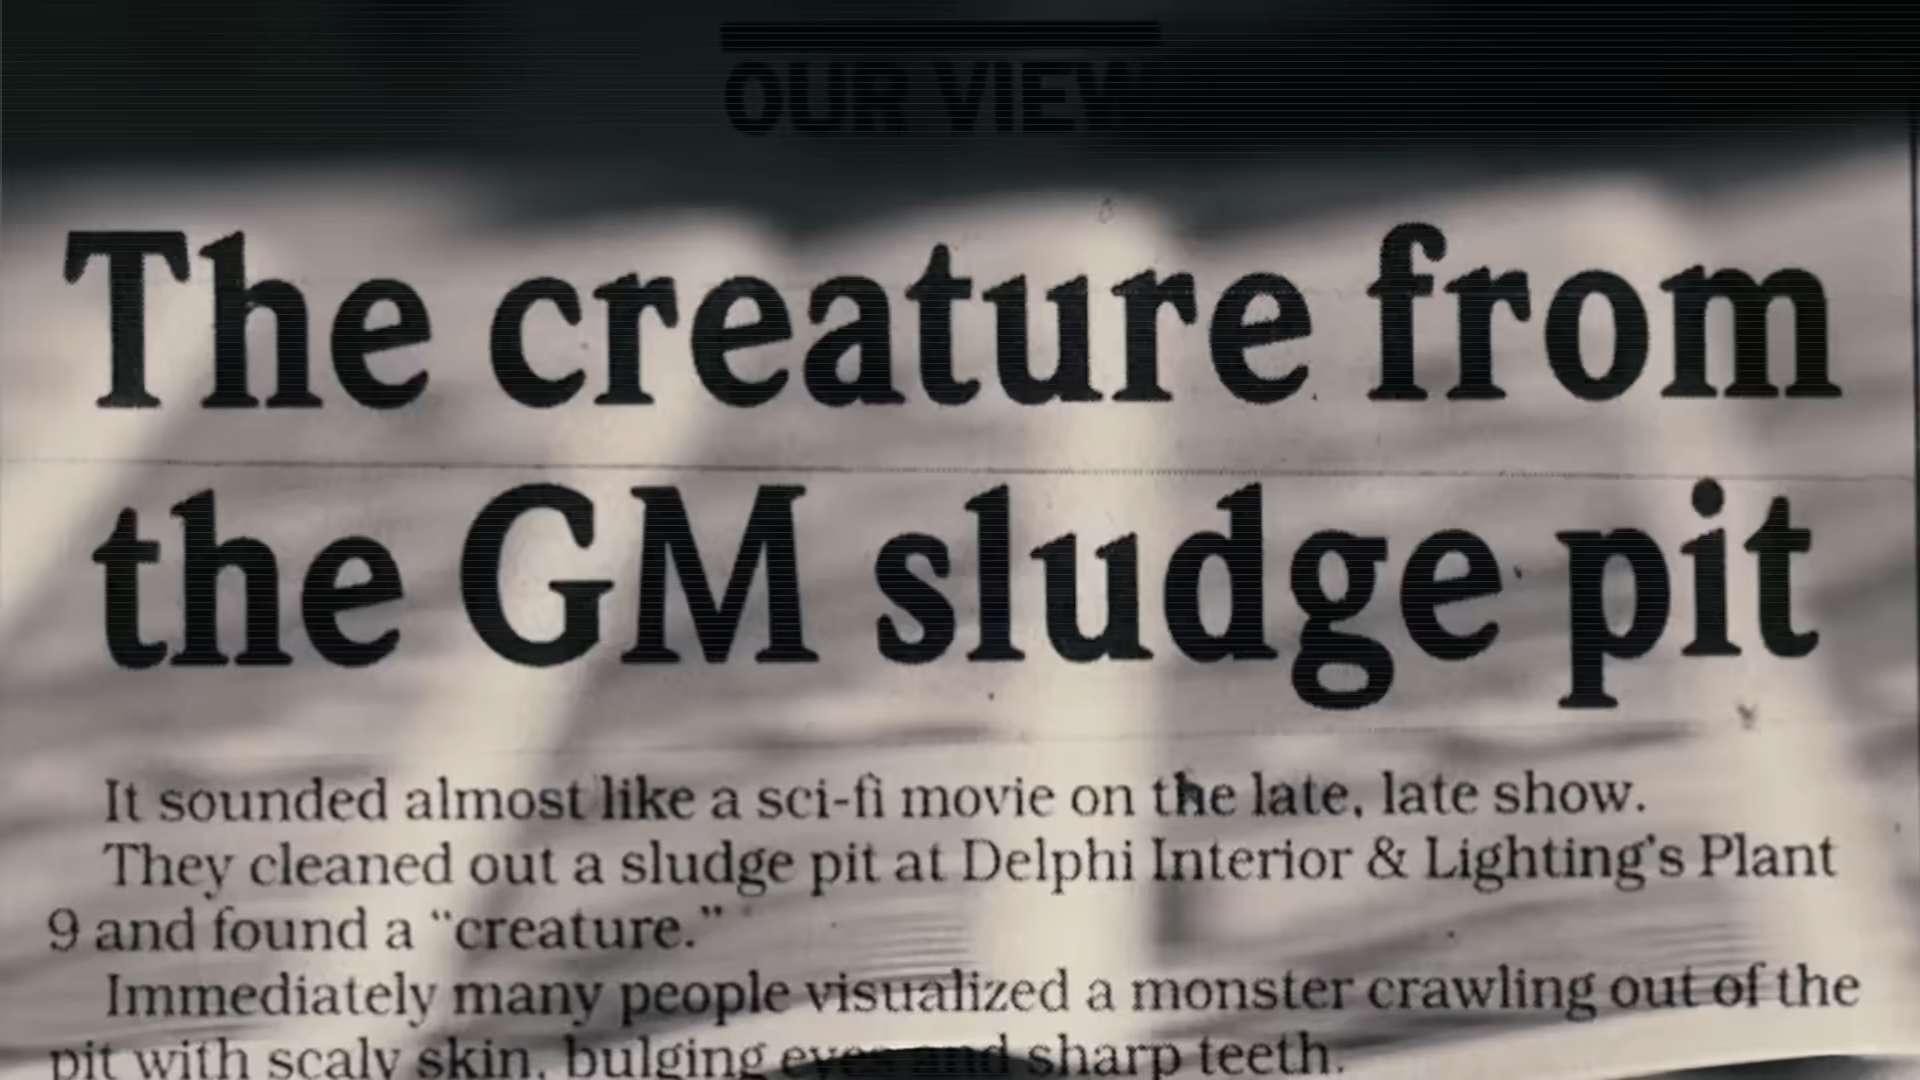 OUR VIEW
The creature from
the GM sludge pit
It sounded almost like a sci-fi movie on the late, late show.
They cleaned out a sludge pit at Delphi Interior & Lighting's Plant
9 and found a "creature."
Immediately many people visualized a monster crawling out of the
pit with scaly skin, bulging eyes and sharp teeth.